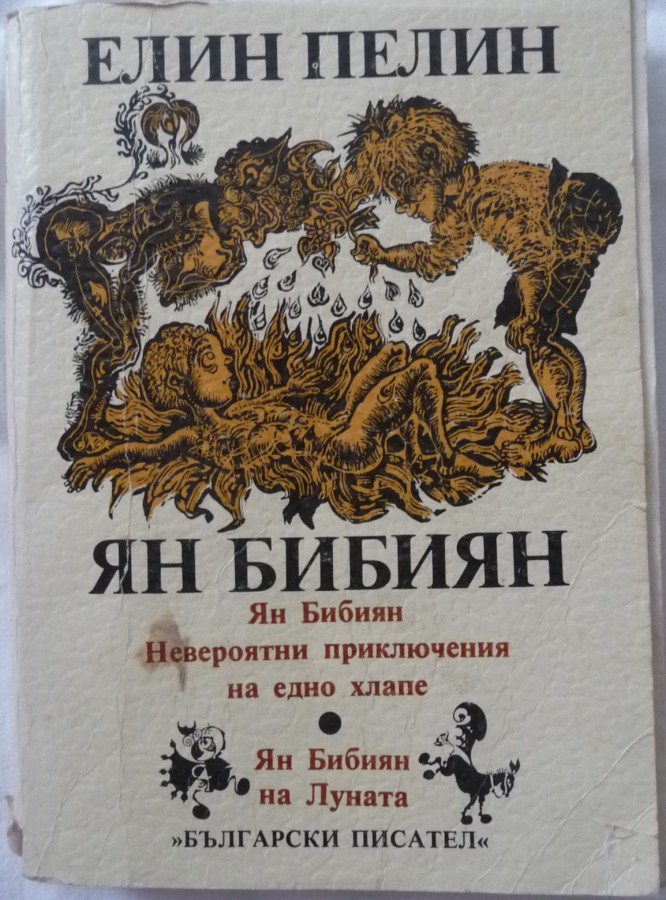 ЕЛИН ПЕЛИН
ЯН БИБИЯН
Ян Бибиян
Невероятни приключения
на едно хлапе
Ян Бибиян
на Луната
»БЪЛГАРСКИ ПИСАТЕЛ«